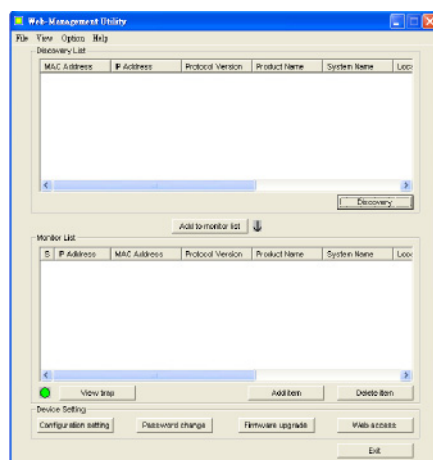 Web-Management Utility
File View Option Help
Discovery List
MAC Address IP Address Protocol Version Product Name System Name Loca
Discovery
Add to monitor list
Monitor List
S IP Address MAC Address Protocol Version Product Name System Name Loca
View trap Add item Delete item
Device Setting
Configuration setting Password change Firmware upgrade Web access
Exit